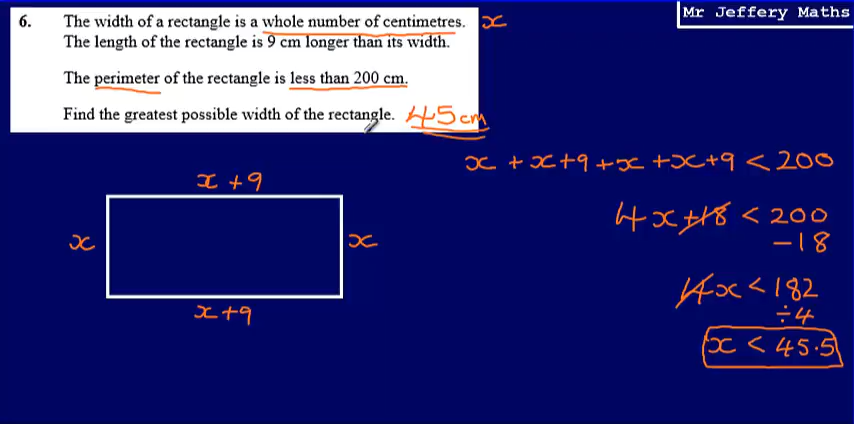 Mr Jeffery Maths
6. The width of a rectangle is a whole number of centimetres. x
The length of the rectangle is 9 cm longer than its width.
The perimeter of the rectangle is less than 200 cm.
Find the greatest possible width of the rectangle. 45cm
x + x+9 + x + x+9 < 200
x + 9
4x + 18 < 200
x x
- 18
4x < 182
x + 9
÷ 4
x < 45.5